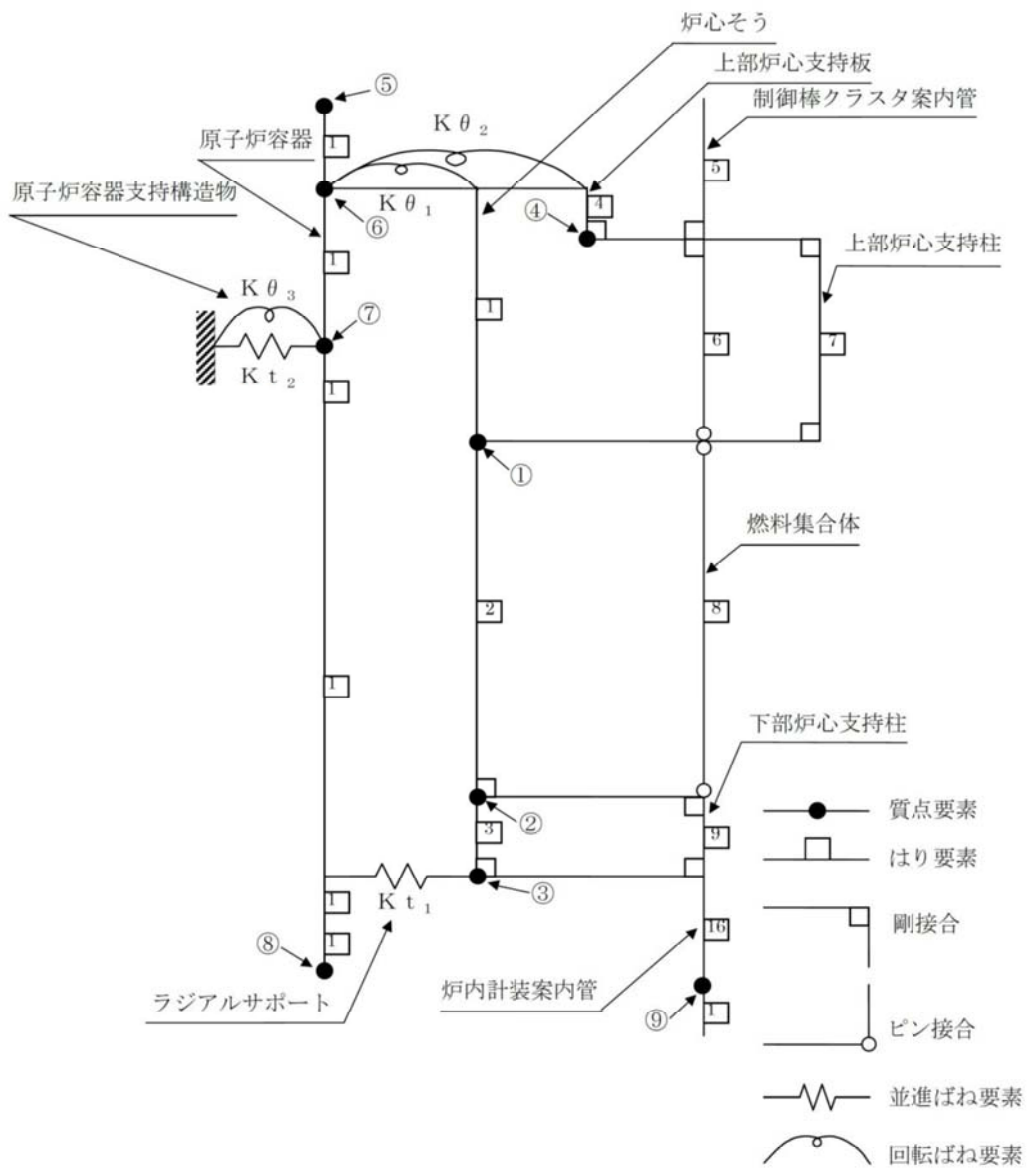 炉心そう
上部炉心支持板
制御棒クラスタ案内管
⑤
Kθ₂
原子炉容器
1
5
原子炉容器支持構造物
Kθ₁
4
⑥
④
上部炉心支持柱
1
Kθ₃
⑦
1
6
7
Kt₂
1
①
燃料集合体
2
8
1
下部炉心支持柱
②
質点要素
3
9
はり要素
③
Kt₁
1
16
剛接合
⑧
1
炉内計装案内管
ラジアルサポート
⑨
1
ピン接合
並進ばね要素
回転ばね要素